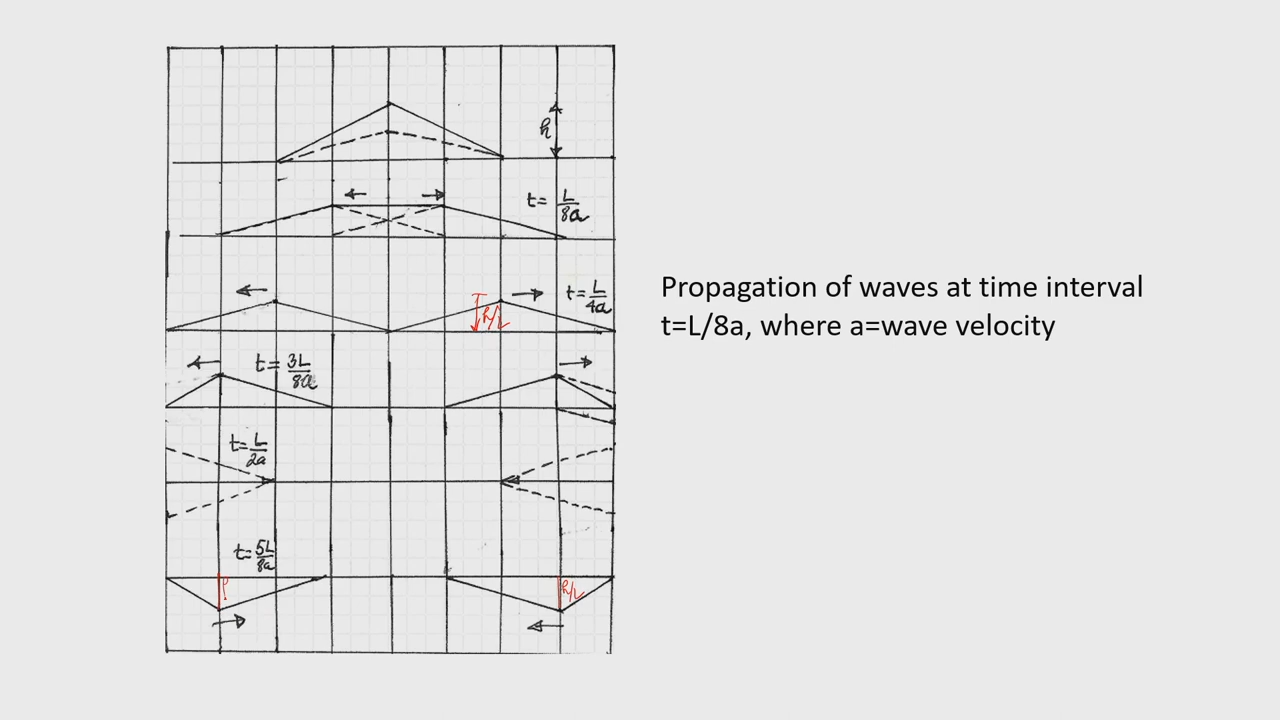 h
t= L/8a
t= L/4a
h/2
t= 3L/8a
Propagation of waves at time interval
t=L/8a, where a=wave velocity
t= L/2a
t= 5L/8a
h/2